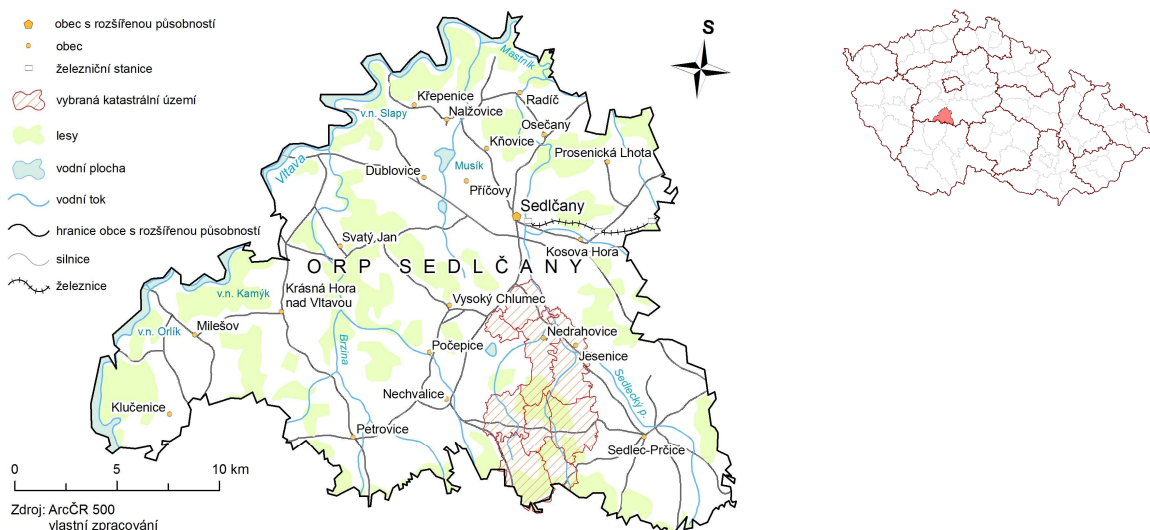 obec s rozšířenou působností
obec
železniční stanice
vybraná katastrální území
lesy
vodní plocha
vodní tok
hranice obce s rozšířenou působností
silnice
železnice
S
Mastník
Křepenice
Radíč
v.n. Slapy
Nalžovice
Osečany
Kňovice
Prosenická Lhota
Vltava
Musík
Dublovice
Příčovy
Sedlčany
Svatý Jan
Kosova Hora
ORP SEDLČANY
Krásná Hora
nad Vltavou
v.n. Kamýk
Vysoký Chlumec
v.n. Orlík
Milešov
Nedrahovice
Brzina
Počepice
Jesenice
Sedlecký p.
Nechvalice
Klučenice
Petrovice
Sedlec-Prčice
0 5 10 km
Zdroj: ArcČR 500
vlastní zpracování